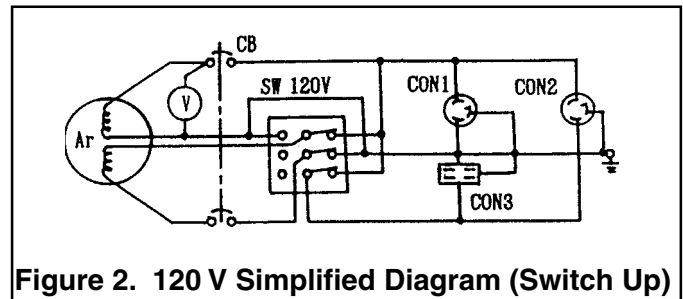 CB
SW 120V
CON1
CON2
V
Ar
CON3
Figure 2. 120 V Simplified Diagram (Switch Up)